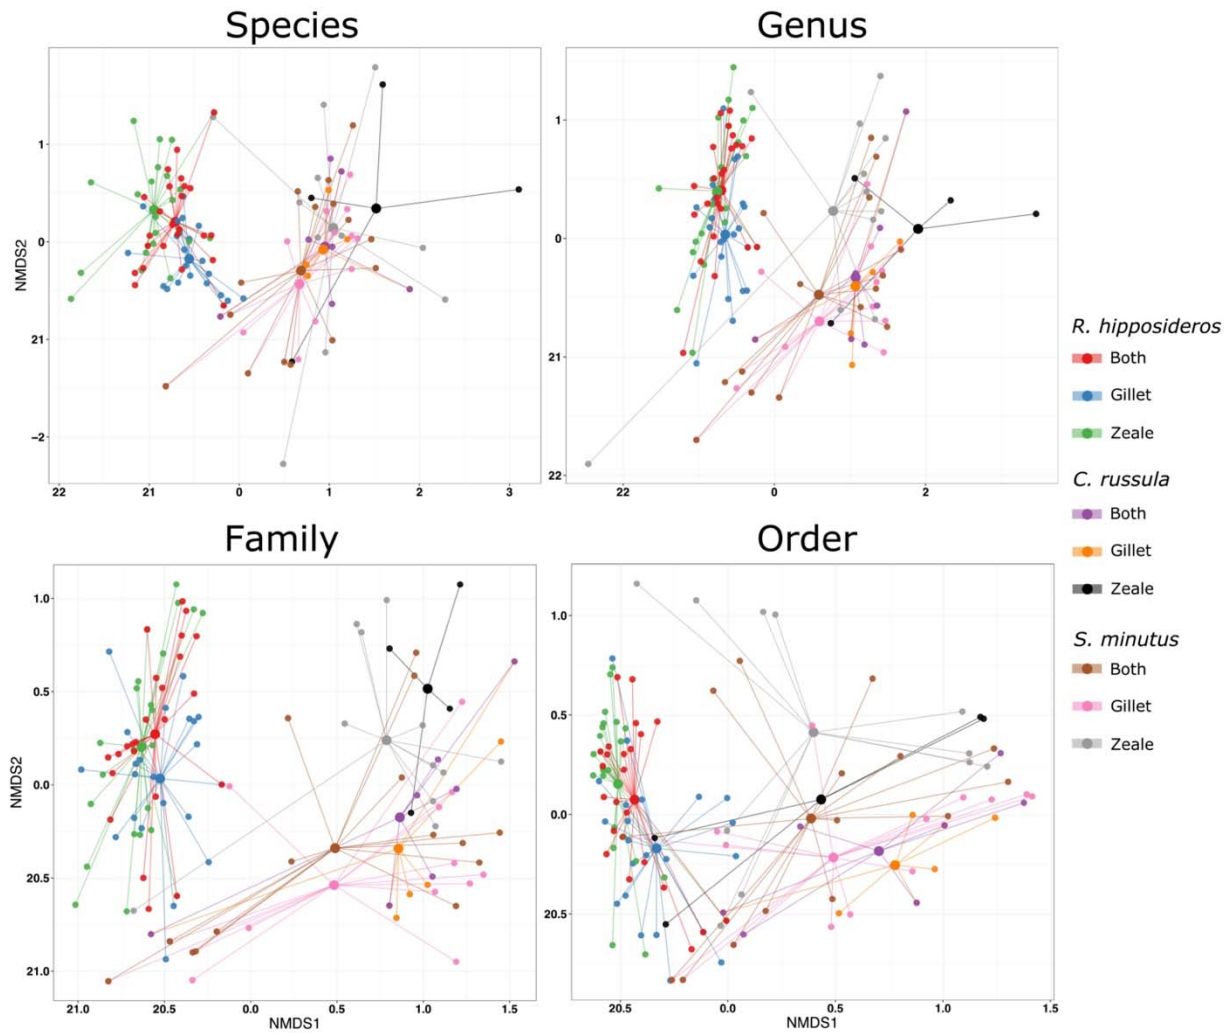 Species
Genus
NMDS2
1
0
21
−2
22
21
0
1
2
3
1
0
21
22
22
0
2
Family
Order
NMDS2
1.0
0.5
0.0
20.5
21.0
21.0
20.5
0.0
0.5
1.0
1.5
NMDS1
1.0
0.5
0.0
20.5
20.5
0.0
0.5
1.0
1.5
NMDS1
R. hipposideros
Both
Gillet
Zeale
C. russula
Both
Gillet
Zeale
S. minutus
Both
Gillet
Zeale